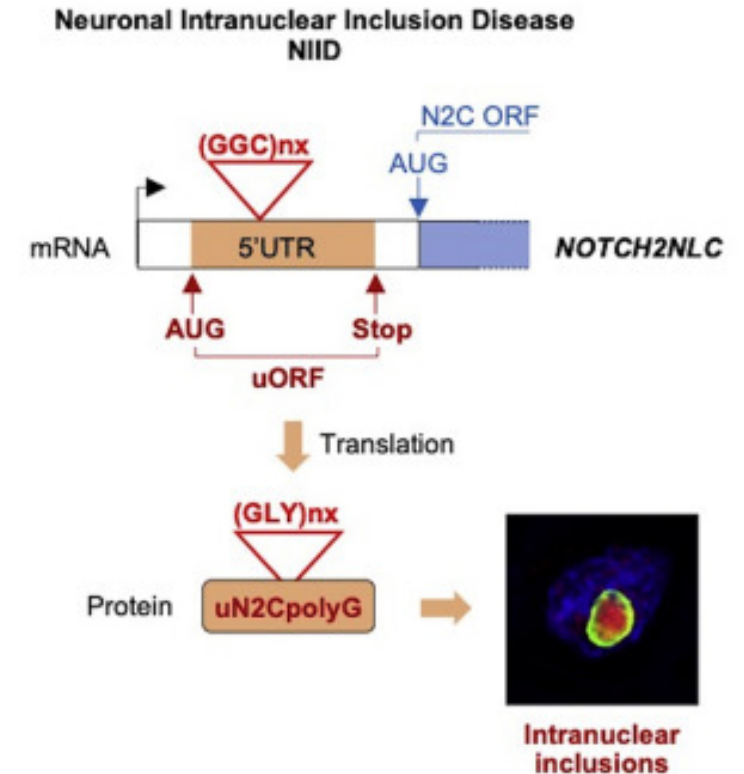 Neuronal Intranuclear Inclusion Disease
NIID
N2C ORF
(GGC)nx
AUG
mRNA
5'UTR
NOTCH2NLC
AUG
Stop
uORF
Translation
(GLY)nx
Protein
uN2CpolyG
Intranuclear
inclusions